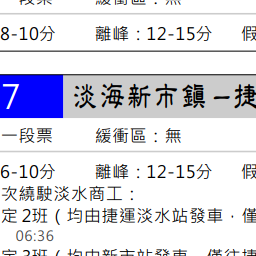 一段票 緩衝區：無
8-10分 離峰：12-15分 假
7 淡海新市鎮－捷
一段票 緩衝區：無
6-10分 離峰：12-15分 假
次繞駛淡水商工：
定 2班（均由捷運淡水站發車，僅
06:36
定 3班（均由新市站發車，僅往捷